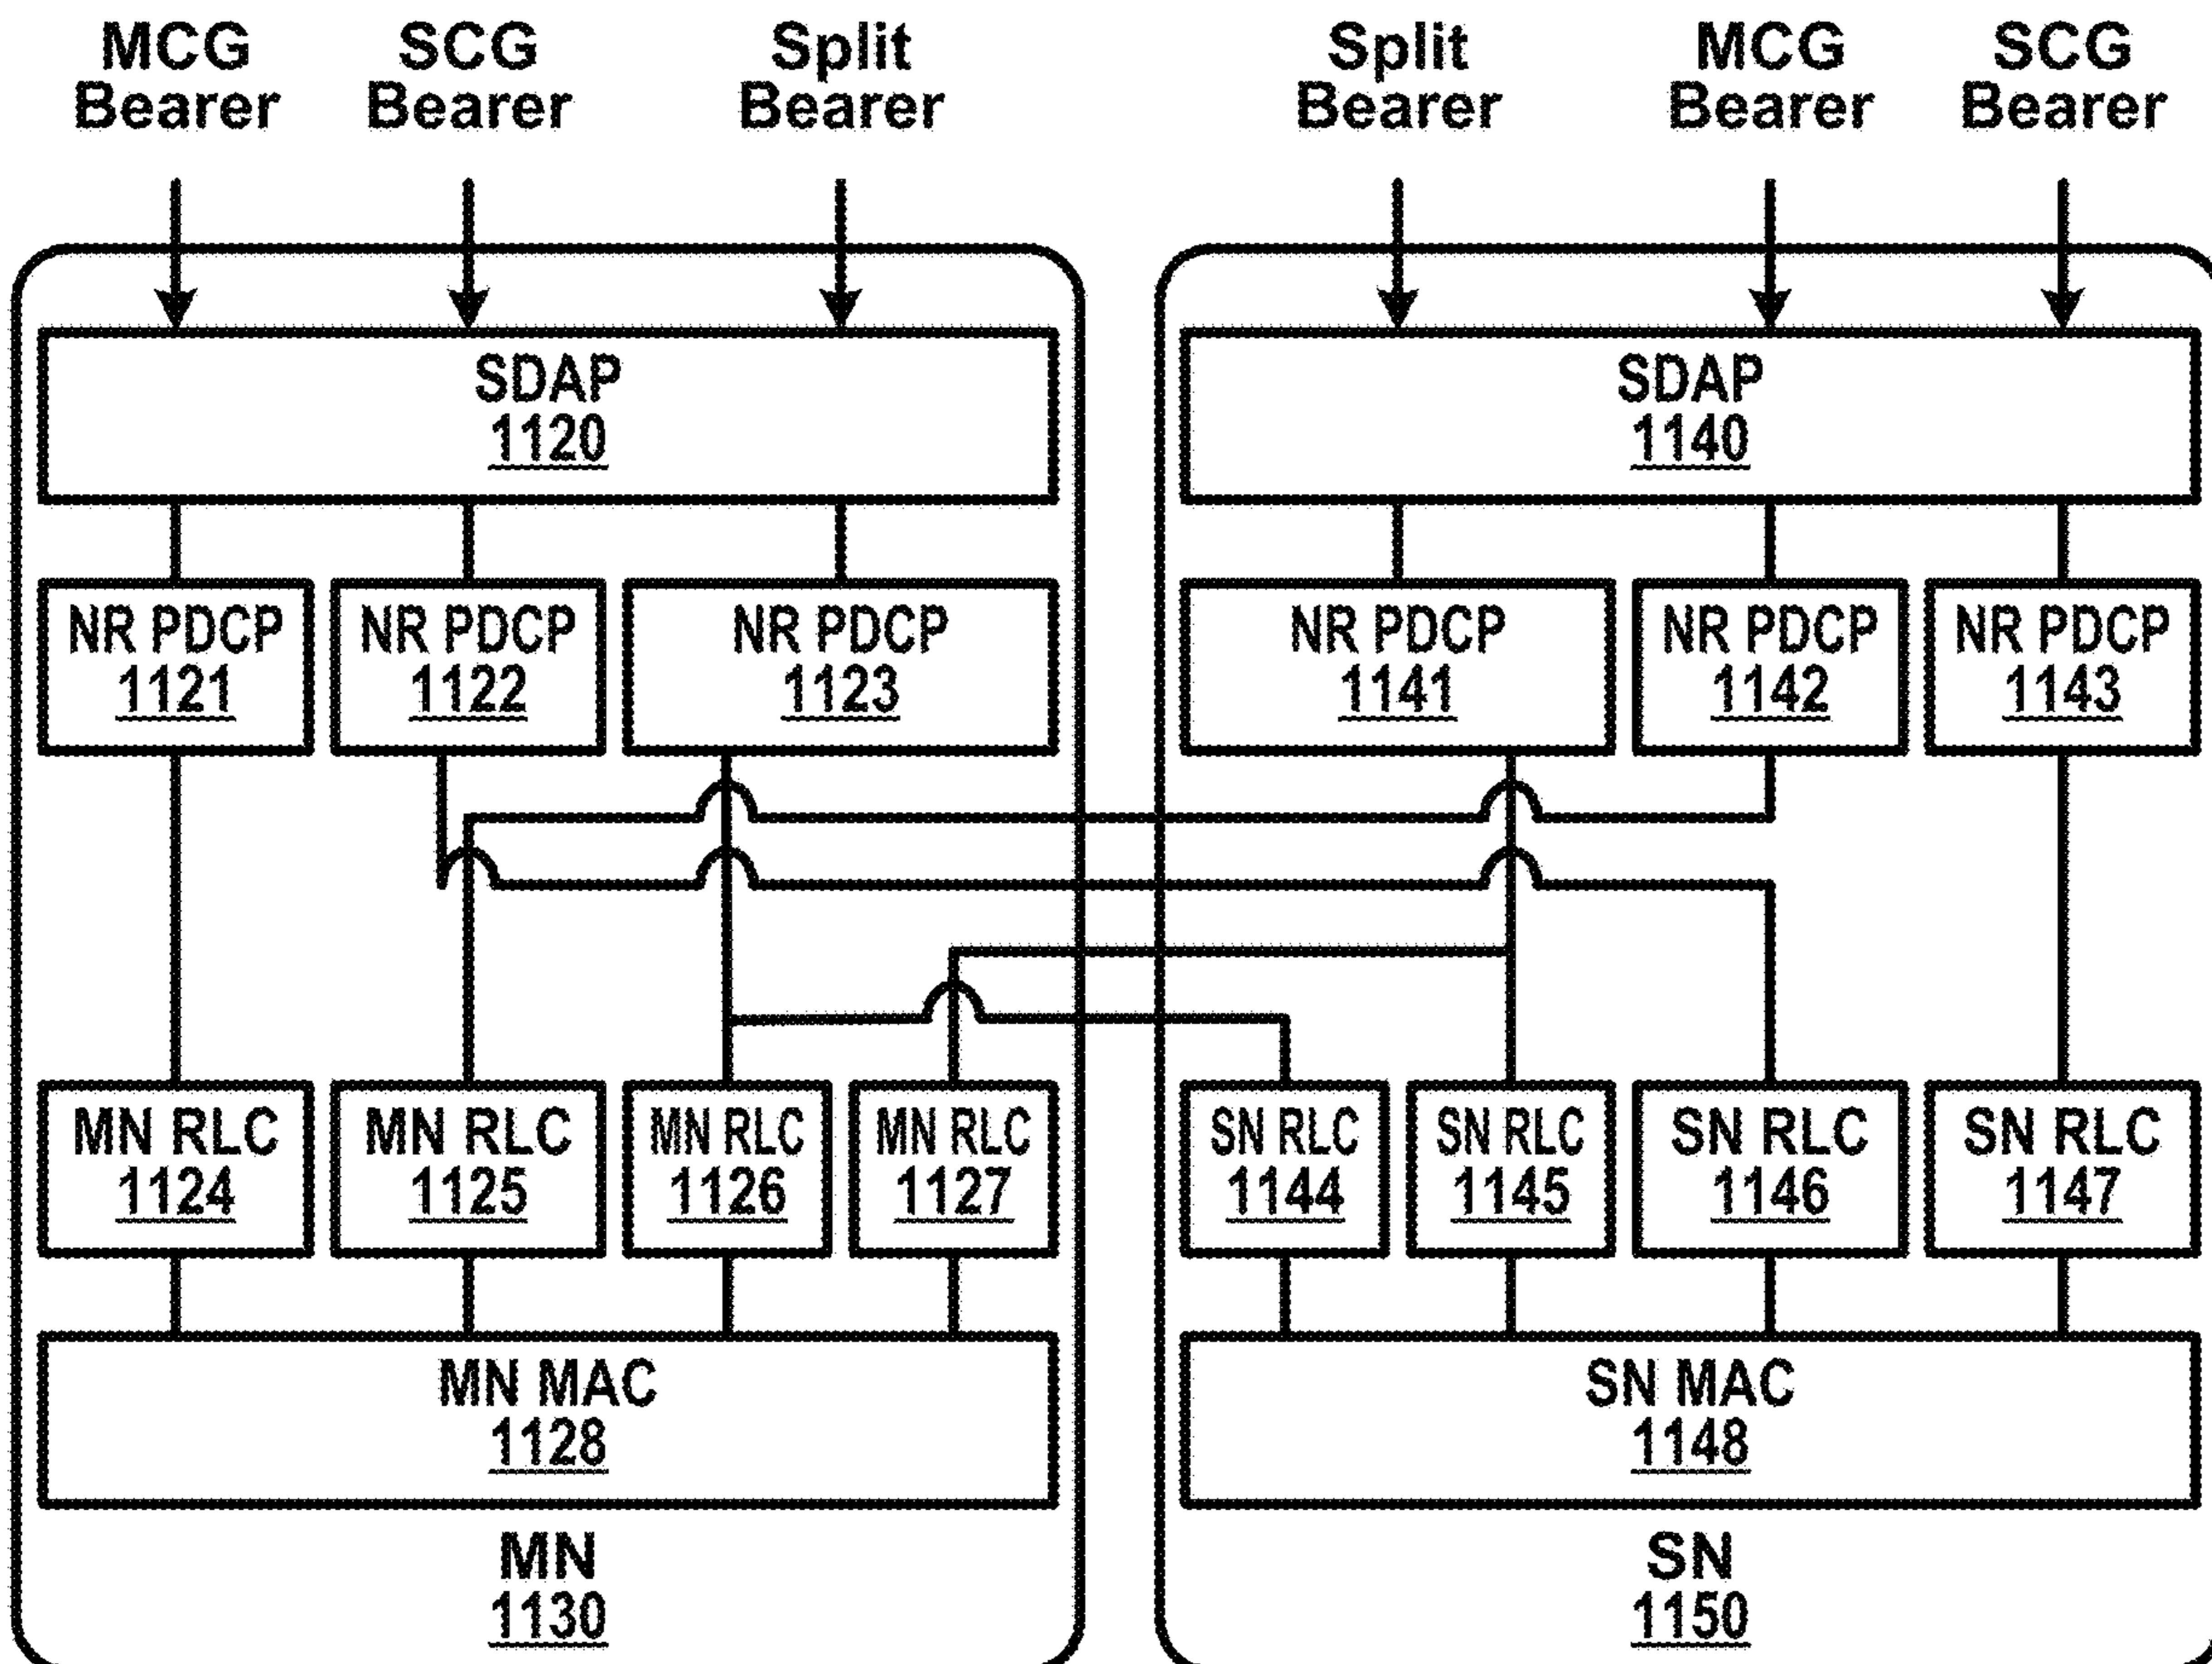 MCG
Bearer
SCG
Bearer
Split
Bearer
Split
Bearer
MCG
Bearer
SCG
Bearer
SDAP
1120
SDAP
1140
NR PDCP
1121
NR PDCP
1122
NR PDCP
1123
NR PDCP
1141
NR PDCP
1142
NR PDCP
1143
MN RLC
1124
MN RLC
1125
MN RLC
1126
MN RLC
1127
SN RLC
1144
SN RLC
1145
SN RLC
1146
SN RLC
1147
MN MAC
1128
SN MAC
1148
MN
1130
SN
1150